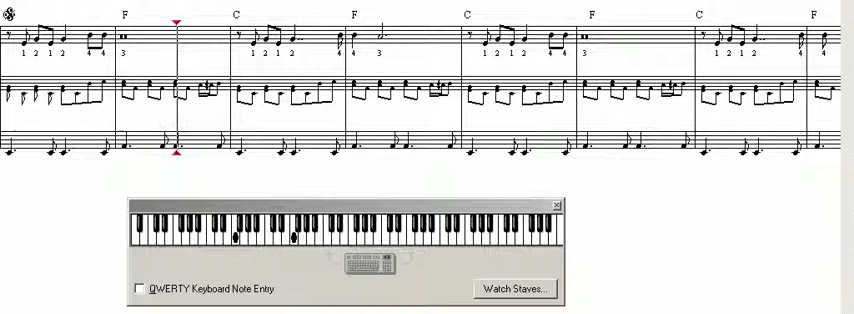 F C F C F C F
1 2 1 2 4 4 3 1 2 1 2 4 4 3 1 2 1 2 4 4 3 1 2 1 2 4 4
QWERTY Keyboard Note Entry Watch Staves...